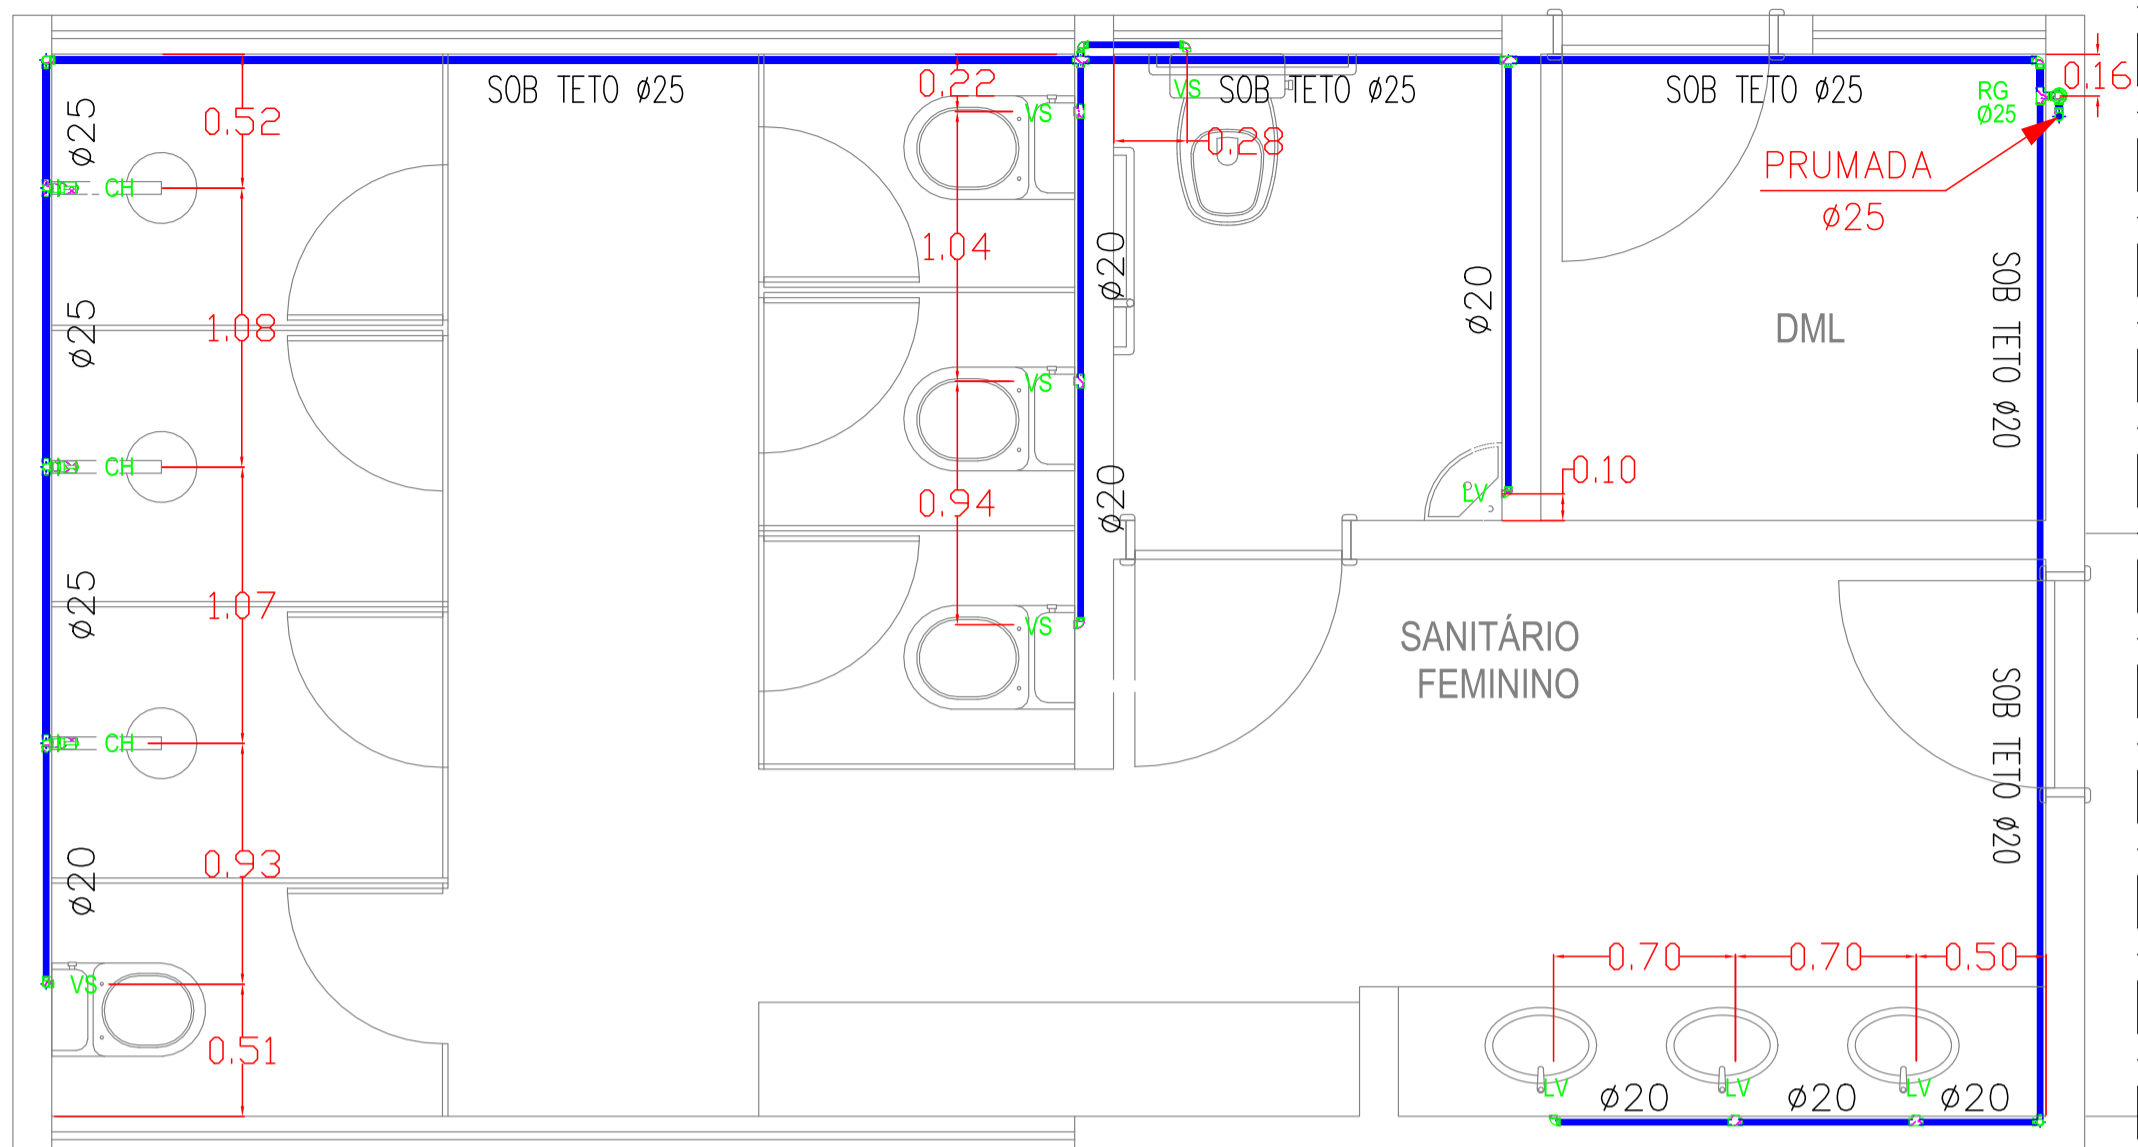 SOB TETO ø25
SOB TETO ø25
SOB TETO ø25
0.22
0.16
0.52
ø25
CH
VS
VS
0.28
RG
Ø25
PRUMADA
ø25
1.04
ø20
ø20
SOB TETO ø20
1.08
ø25
DML
VS
CH
0.94
ø20
LV
0.10
1.07
ø25
VS
SANITÁRIO
FEMININO
CH
SOB TETO ø20
0.93
ø20
VS
0.51
0.70
0.70
0.50
LV
LV
LV
ø20
ø20
ø20